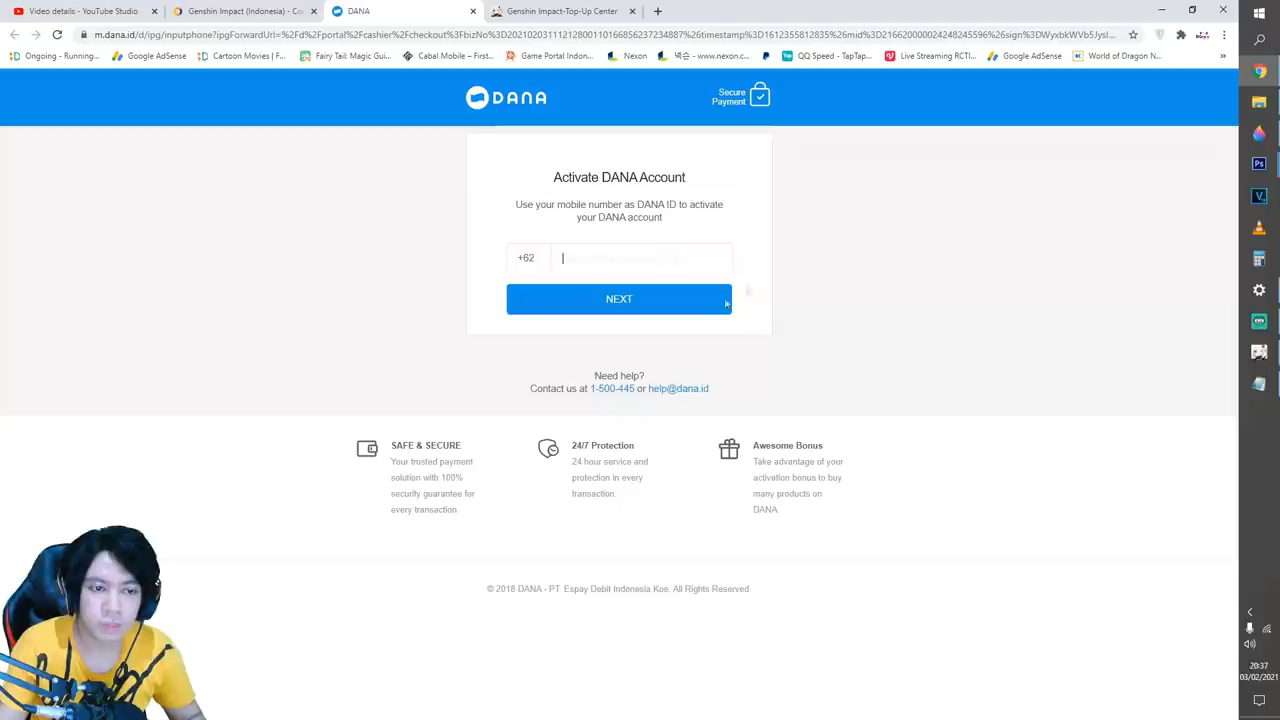 Video details - YouTube Studio
Genshin Impact (Indonesia) - Co
DANA
Genshin Impact-Top-Up Center
m.dana.id/d/ipg/inputphone?ipgForwardUrl=%2Fd%2Fportal%2Fcashier%2Fcheckout%3FbizNo%3D20210203111212800110166856237234887%26timestamp%3D1612355812835%26mid%3D216620000024248245596%26sign%3DWyxbkWVb5Jysl...
Ongoing - Running...
Google AdSense
Cartoon Movies | F...
Fairy Tail: Magic Gui...
Cabal Mobile – First...
Game Portal Indon...
Nexon
넥슨 - www.nexon.c...
QQ Speed - TapTap...
Live Streaming RCTI...
Google AdSense
World of Dragon N...
DANA
Secure
Payment
Activate DANA Account
Use your mobile number as DANA ID to activate
your DANA account
+62
NEXT
Need help?
Contact us at 1-500-445 or help@dana.id
SAFE & SECURE
Your trusted payment
solution with 100%
security guarantee for
every transaction
24/7 Protection
24 hour service and
protection in every
transaction.
Awesome Bonus
Take advantage of your
activation bonus to buy
many products on
DANA.
© 2018 DANA - PT. Espay Debit Indonesia Koe. All Rights Reserved
20:37
03/02/2021